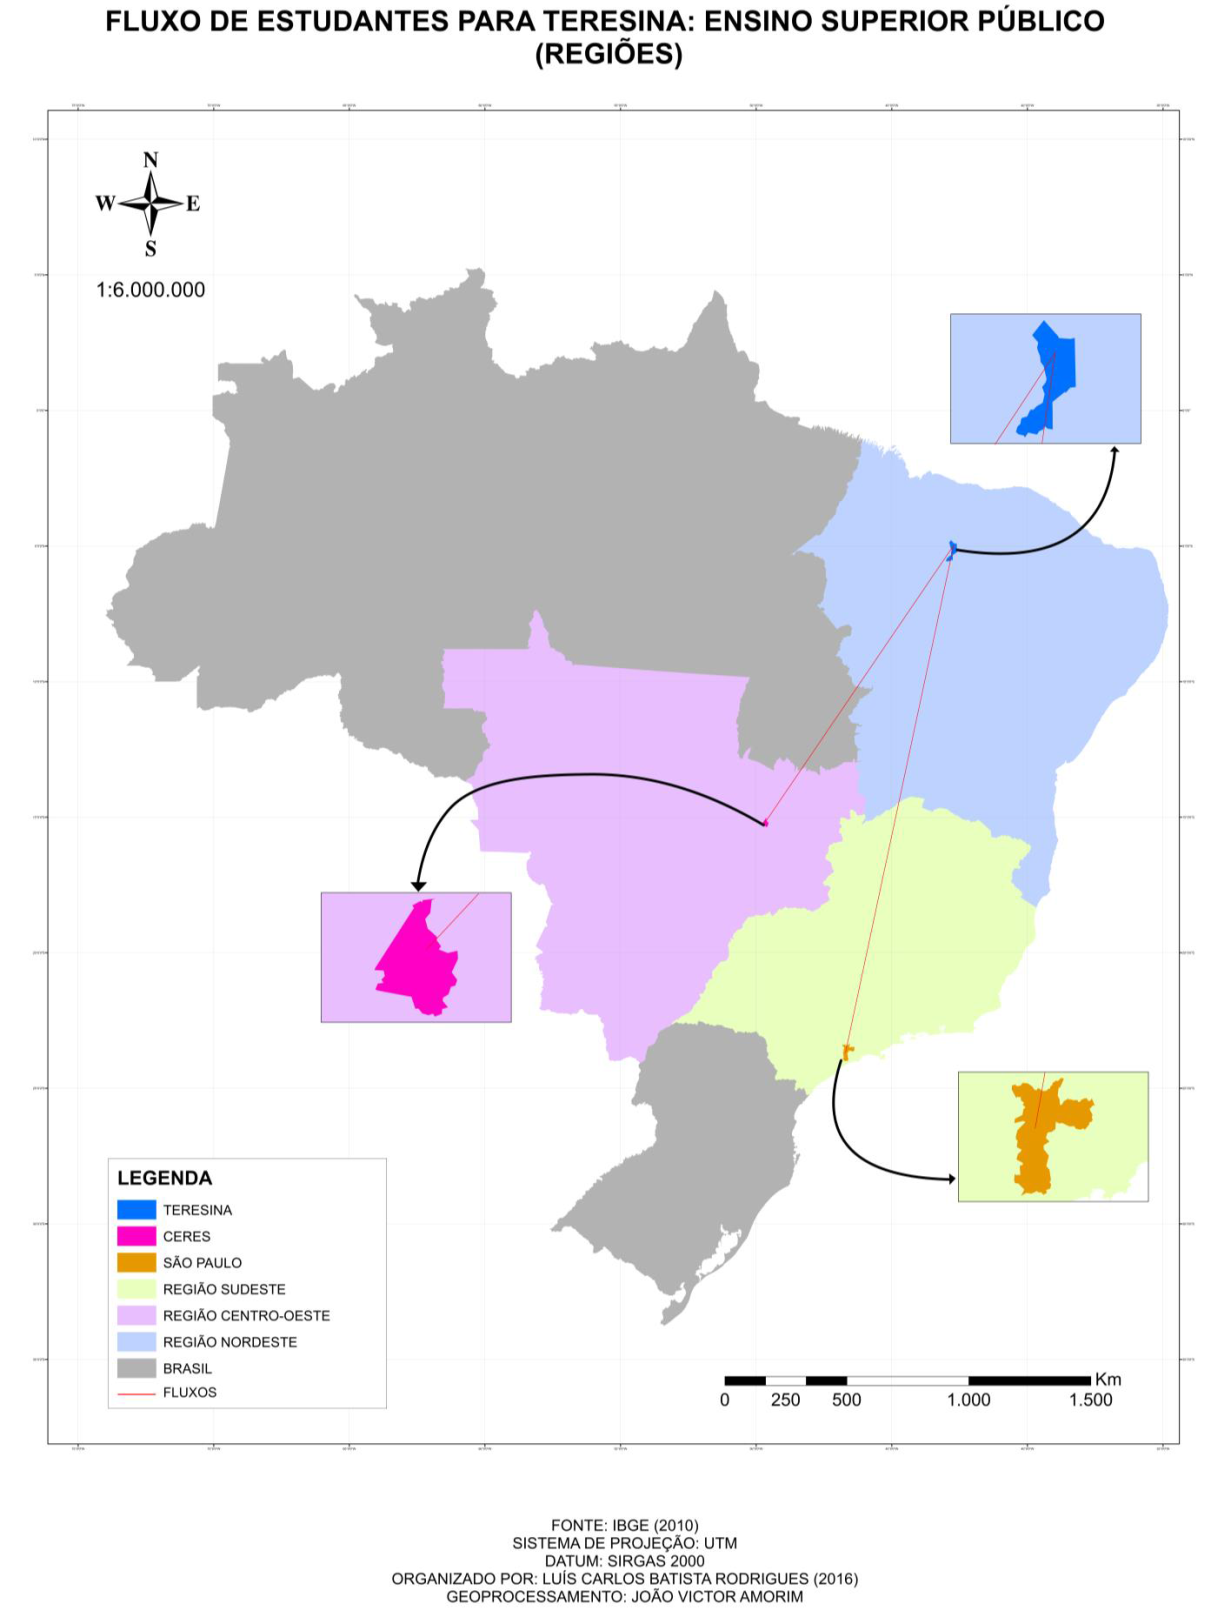 FLUXO DE ESTUDANTES PARA TERESINA: ENSINO SUPERIOR PÚBLICO
(REGIÕES)
N
W E
S
1:6.000.000
LEGENDA
TERESINA
CERES
SÃO PAULO
REGIÃO SUDESTE
REGIÃO CENTRO-OESTE
REGIÃO NORDESTE
BRASIL
FLUXOS
Km
0 250 500 1.000 1.500
FONTE: IBGE (2010)
SISTEMA DE PROJEÇÃO: UTM
DATUM: SIRGAS 2000
ORGANIZADO POR: LUÍS CARLOS BATISTA RODRIGUES (2016)
GEOPROCESSAMENTO: JOÃO VICTOR AMORIM